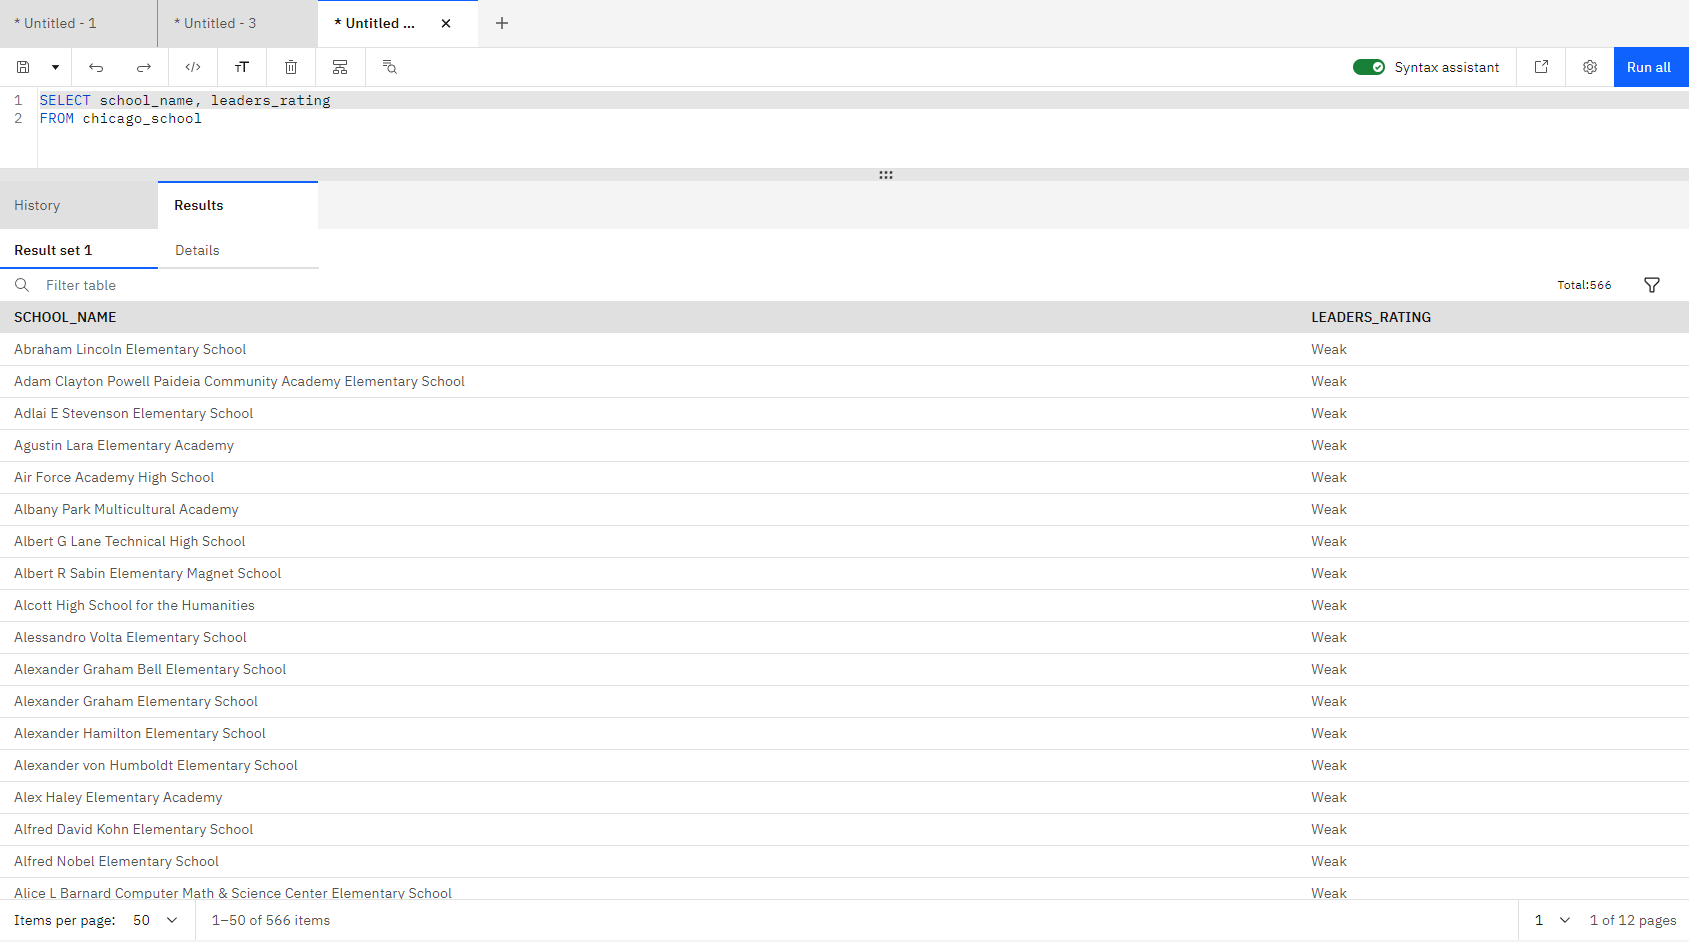 * Untitled - 1
* Untitled - 3
* Untitled ...
Syntax assistant
Run all
1 SELECT school_name, leaders_rating
2 FROM chicago_school
History
Results
Result set 1
Details
Filter table
Total:566
SCHOOL_NAME LEADERS_RATING
Abraham Lincoln Elementary School Weak
Adam Clayton Powell Paideia Community Academy Elementary School Weak
Adlai E Stevenson Elementary School Weak
Agustin Lara Elementary Academy Weak
Air Force Academy High School Weak
Albany Park Multicultural Academy Weak
Albert G Lane Technical High School Weak
Albert R Sabin Elementary Magnet School Weak
Alcott High School for the Humanities Weak
Alessandro Volta Elementary School Weak
Alexander Graham Bell Elementary School Weak
Alexander Graham Elementary School Weak
Alexander Hamilton Elementary School Weak
Alexander von Humboldt Elementary School Weak
Alex Haley Elementary Academy Weak
Alfred David Kohn Elementary School Weak
Alfred Nobel Elementary School Weak
Alice L Barnard Computer Math & Science Center Elementary School Weak
Items per page: 50 1–50 of 566 items 1 1 of 12 pages